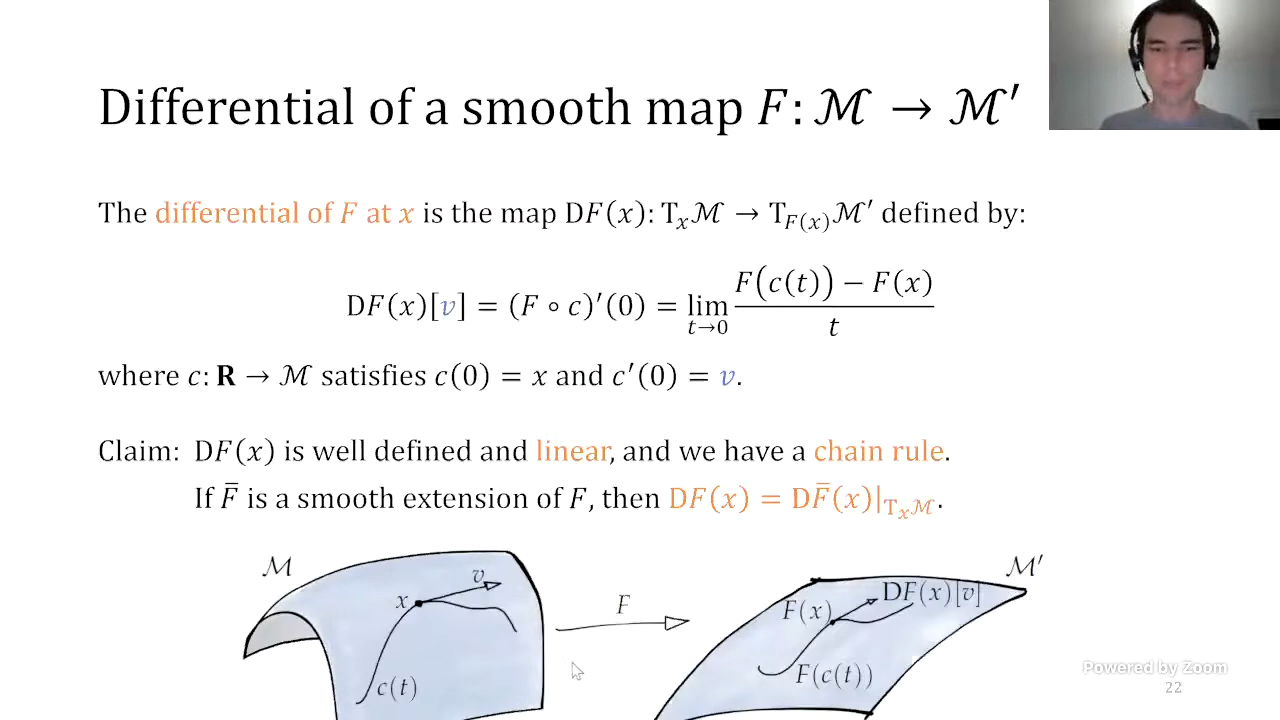 Differential of a smooth map F: ℳ → ℳ′
The differential of F at x is the map DF(x): Tₓℳ → T_{F(x)}ℳ′ defined by:
DF(x)[v] = (F ∘ c)′(0) = lim_{t→0} (F(c(t)) − F(x)) / t
where c: R → ℳ satisfies c(0) = x and c′(0) = v.
Claim: DF(x) is well defined and linear, and we have a chain rule.
If F̄ is a smooth extension of F, then DF(x) = DF̄(x)|_{Tₓℳ}.
ℳ
v
x
c(t)
F
ℳ′
F(x)
DF(x)[v]
F(c(t))
Powered by Zoom
22